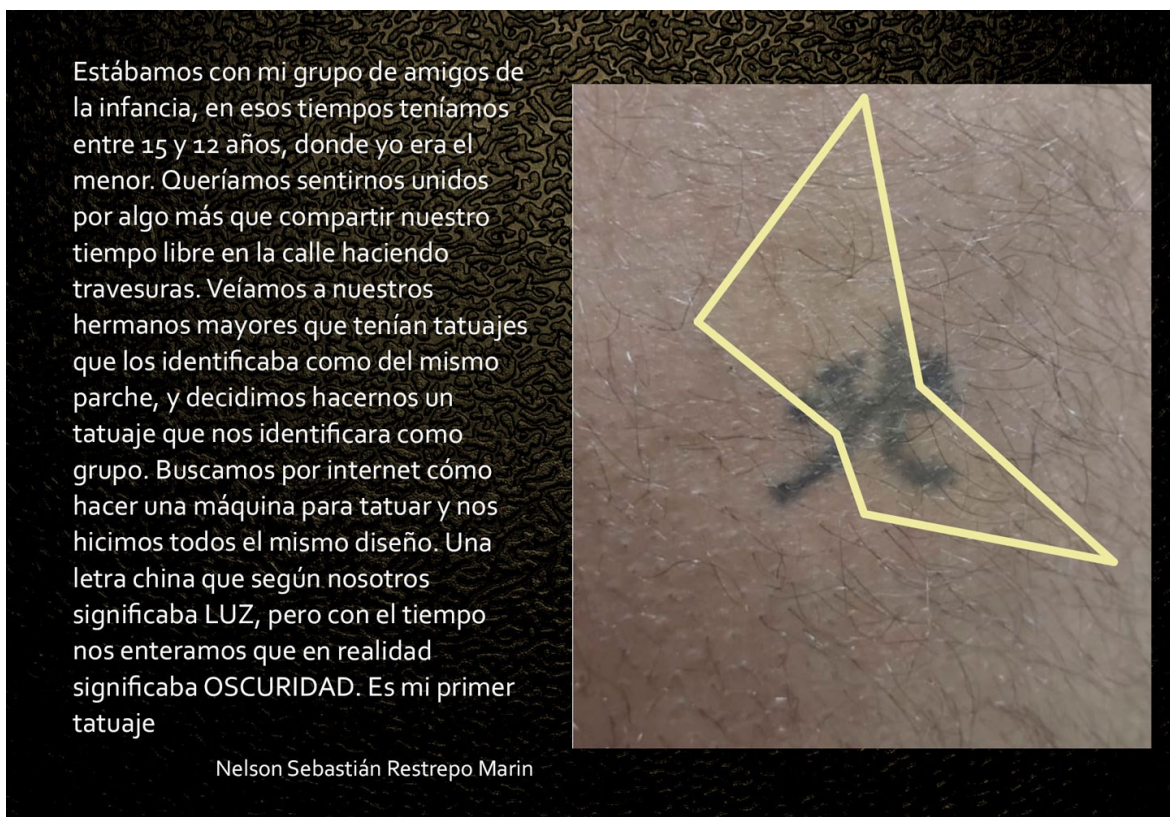 Estábamos con mi grupo de amigos de
la infancia, en esos tiempos teníamos
entre 15 y 12 años, donde yo era el
menor. Queríamos sentirnos unidos
por algo más que compartir nuestro
tiempo libre en la calle haciendo
travesuras. Veíamos a nuestros
hermanos mayores que tenían tatuajes
que los identificaba como del mismo
parche, y decidimos hacernos un
tatuaje que nos identificara como
grupo. Buscamos por internet cómo
hacer una máquina para tatuar y nos
hicimos todos el mismo diseño. Una
letra china que según nosotros
significaba LUZ, pero con el tiempo
nos enteramos que en realidad
significaba OSCURIDAD. Es mi primer
tatuaje
Nelson Sebastián Restrepo Marin